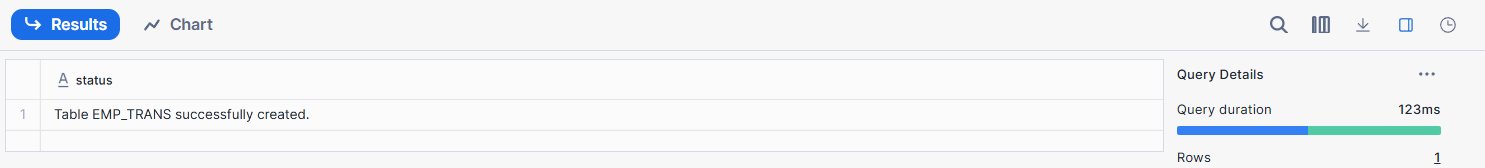 Results
Chart
A status
1 Table EMP_TRANS successfully created.
Query Details
Query duration 123ms
Rows 1